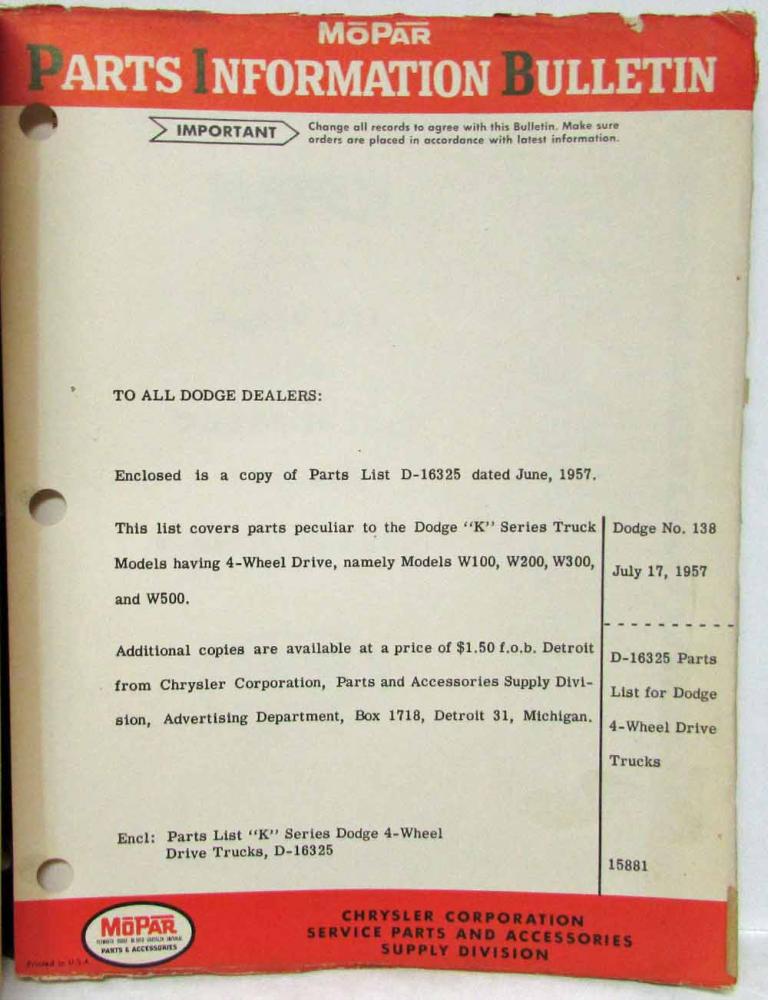 MōPAR
PARTS INFORMATION BULLETIN
IMPORTANT
Change all records to agree with this Bulletin. Make sure
orders are placed in accordance with latest information.
TO ALL DODGE DEALERS:
Enclosed is a copy of Parts List D-16325 dated June, 1957.
This list covers parts peculiar to the Dodge "K" Series Truck
Models having 4-Wheel Drive, namely Models W100, W200, W300,
and W500.
Additional copies are available at a price of $1.50 f.o.b. Detroit
from Chrysler Corporation, Parts and Accessories Supply Divi-
sion, Advertising Department, Box 1718, Detroit 31, Michigan.
Encl: Parts List "K" Series Dodge 4-Wheel
Drive Trucks, D-16325
Dodge No. 138
July 17, 1957
D-16325 Parts
List for Dodge
4-Wheel Drive
Trucks
15881
MōPAR
PARTS & ACCESSORIES
Printed in U.S.A.
CHRYSLER CORPORATION
SERVICE PARTS AND ACCESSORIES
SUPPLY DIVISION